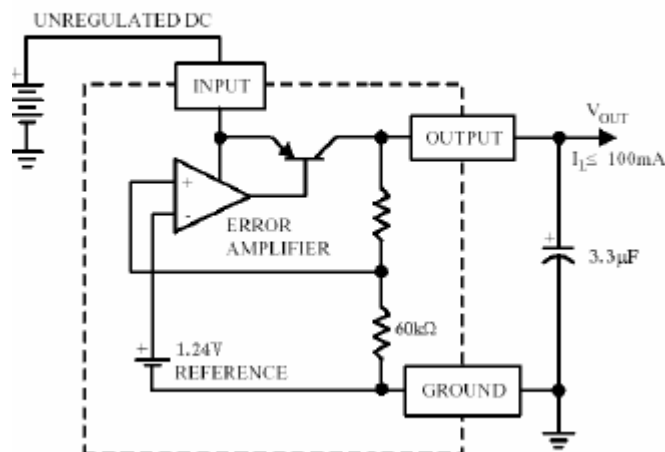 UNREGULATED DC
+
INPUT
OUTPUT
V_OUT
I_L≤ 100mA
+
-
ERROR
AMPLIFIER
+
3.3μF
60kΩ
+
1.24V
REFERENCE
GROUND